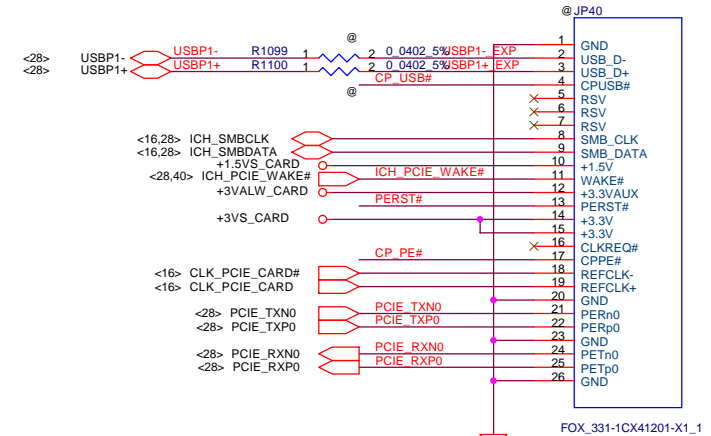 @ JP40
@
1 GND
<28> USBP1- USBP1- R1099 1 2 0_0402_5% USBP1-_EXP 2 USB_D-
<28> USBP1+ USBP1+ R1100 1 2 0_0402_5% USBP1+_EXP 3 USB_D+
@
CP_USB# 4 CPUSB#
5 RSV
6 RSV
7 RSV
<16,28> ICH_SMBCLK 8 SMB_CLK
<16,28> ICH_SMBDATA 9 SMB_DATA
+1.5VS_CARD 10 +1.5V
<28,40> ICH_PCIE_WAKE# ICH_PCIE_WAKE# 11 WAKE#
+3VALW_CARD 12 +3.3VAUX
PERST# 13 PERST#
+3VS_CARD 14 +3.3V
15 +3.3V
16 CLKREQ#
CP_PE# 17 CPPE#
<16> CLK_PCIE_CARD# 18 REFCLK-
<16> CLK_PCIE_CARD 19 REFCLK+
20 GND
<28> PCIE_TXN0 PCIE_TXN0 21 PERn0
<28> PCIE_TXP0 PCIE_TXP0 22 PERp0
23 GND
<28> PCIE_RXN0 PCIE_RXN0 24 PETn0
<28> PCIE_RXP0 PCIE_RXP0 25 PETp0
26 GND
FOX_331-1CX41201-X1_1